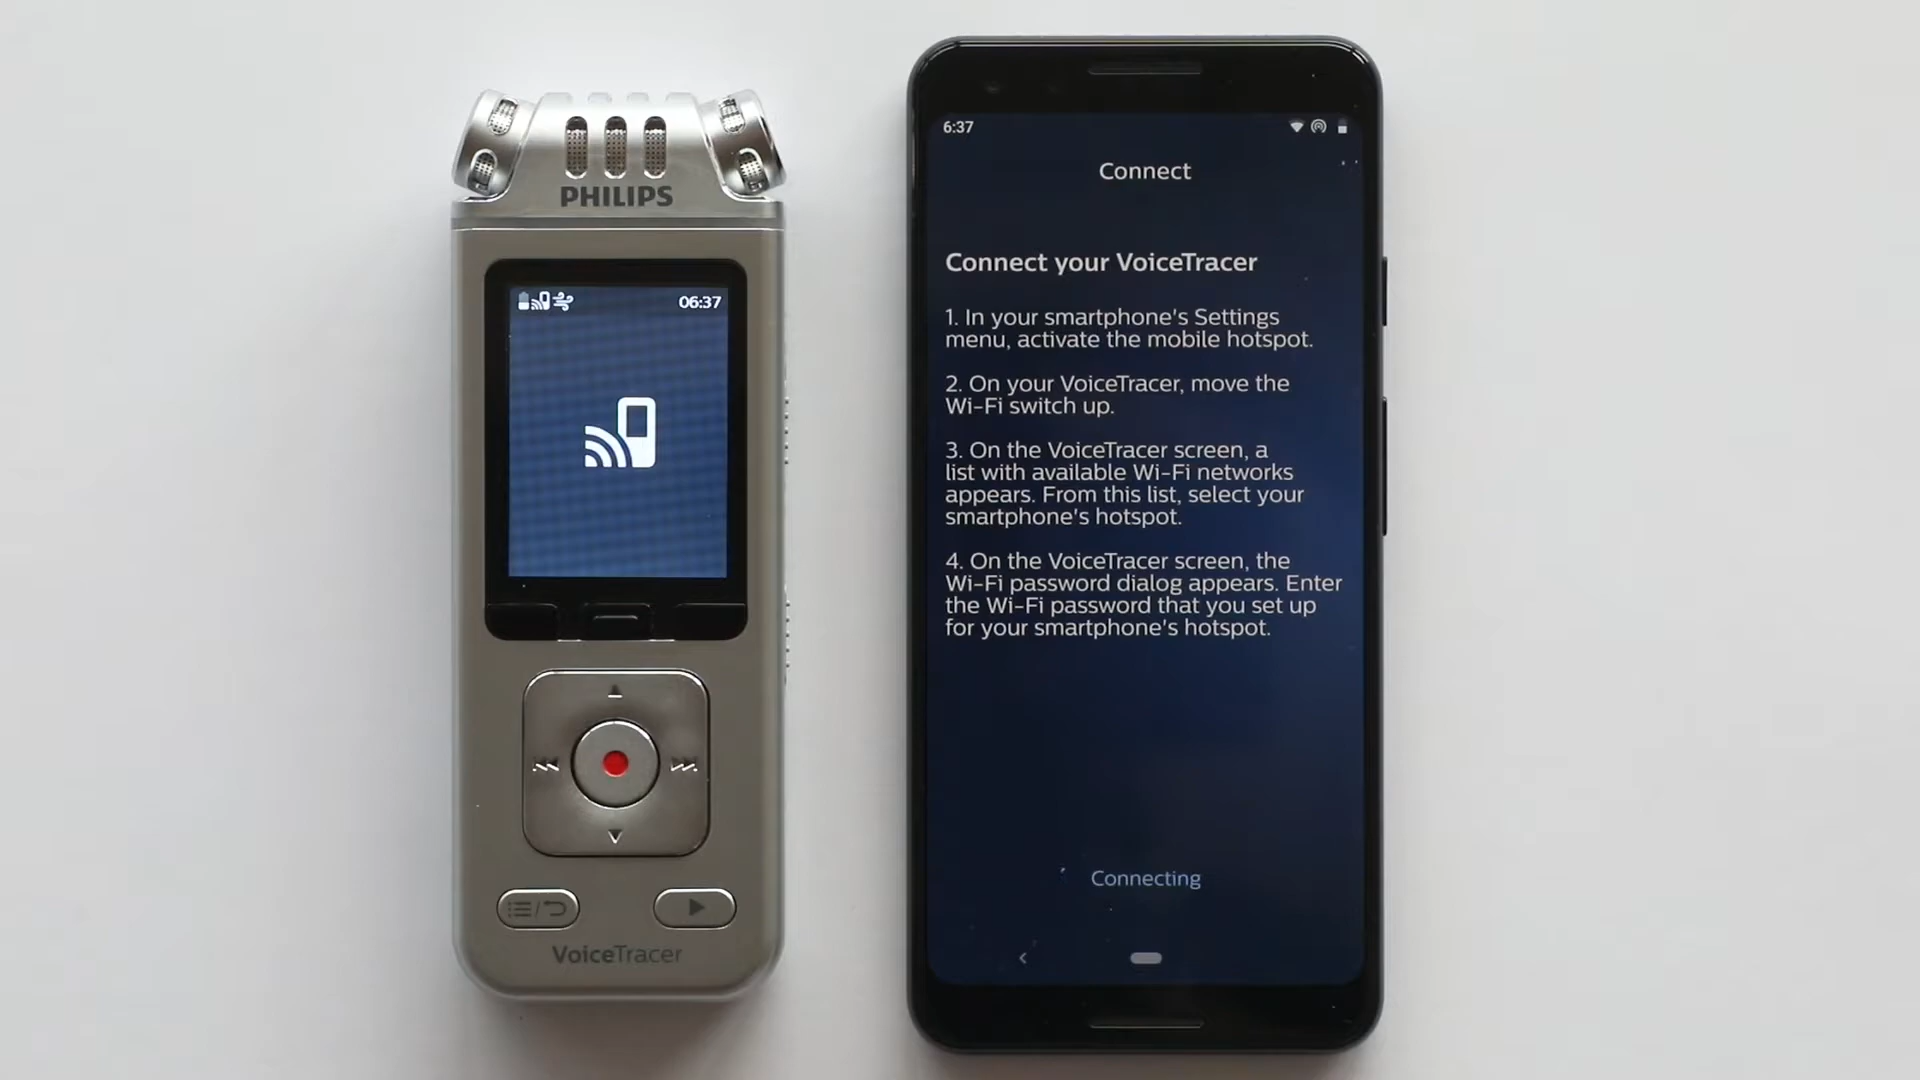 PHILIPS
06:37
VoiceTracer
6:37
Connect
Connect your VoiceTracer
1. In your smartphone's Settings
menu, activate the mobile hotspot.
2. On your VoiceTracer, move the
Wi-Fi switch up.
3. On the VoiceTracer screen, a
list with available Wi-Fi networks
appears. From this list, select your
smartphone's hotspot.
4. On the VoiceTracer screen, the
Wi-Fi password dialog appears. Enter
the Wi-Fi password that you set up
for your smartphone's hotspot.
Connecting